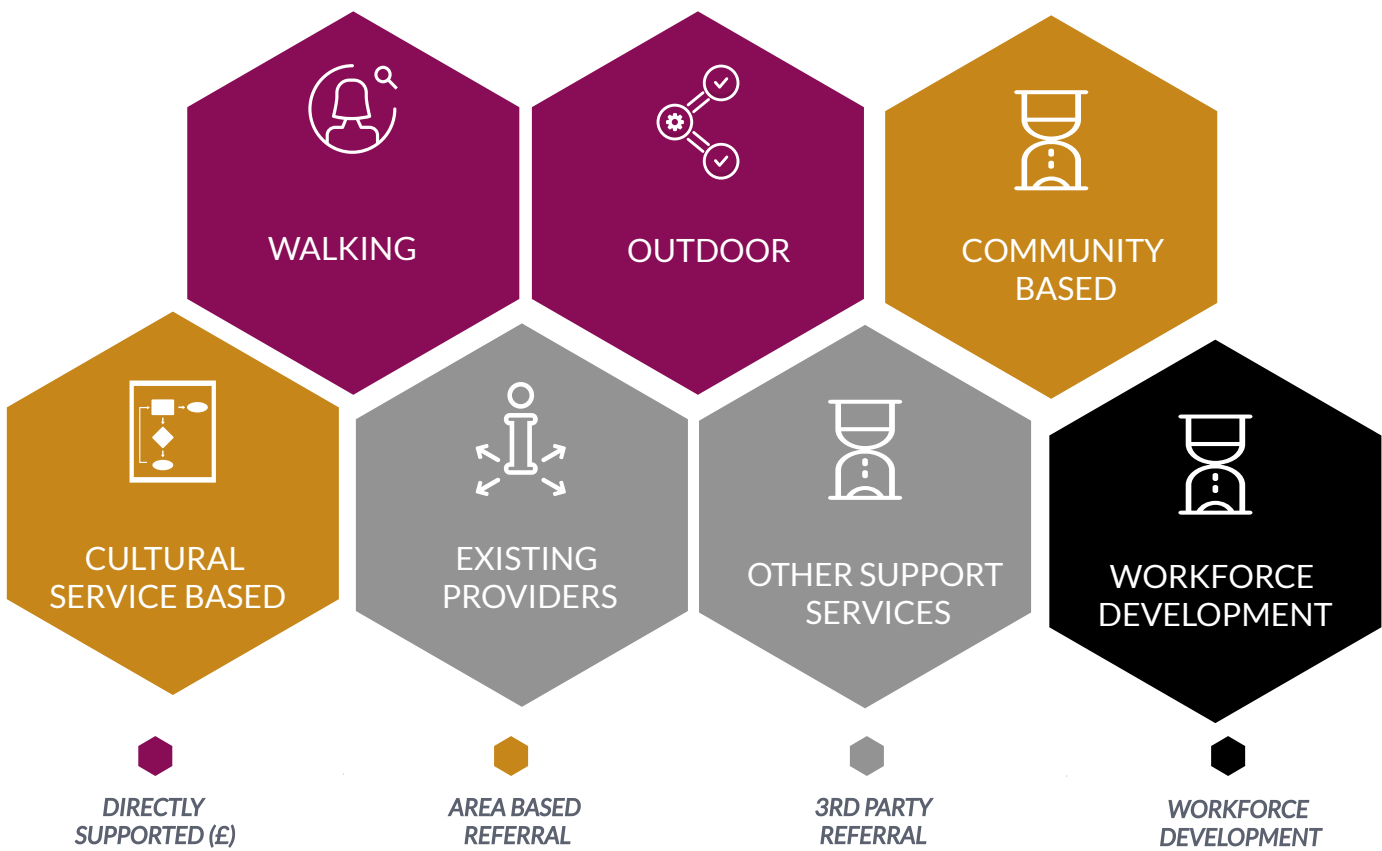 WALKING
OUTDOOR
COMMUNITY
BASED
CULTURAL
SERVICE BASED
EXISTING
PROVIDERS
OTHER SUPPORT
SERVICES
WORKFORCE
DEVELOPMENT
DIRECTLY
SUPPORTED (£)
AREA BASED
REFERRAL
3RD PARTY
REFERRAL
WORKFORCE
DEVELOPMENT